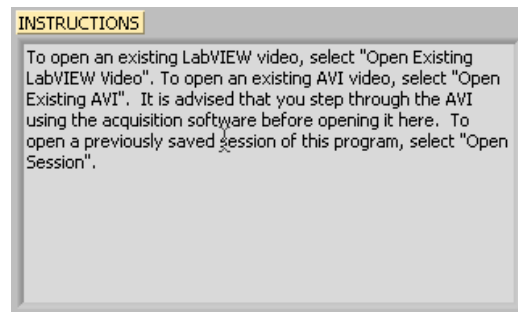 INSTRUCTIONS
To open an existing LabVIEW video, select "Open Existing
LabVIEW Video". To open an existing AVI video, select "Open
Existing AVI".  It is advised that you step through the AVI
using the acquisition software before opening it here.  To
open a previously saved session of this program, select "Open
Session".